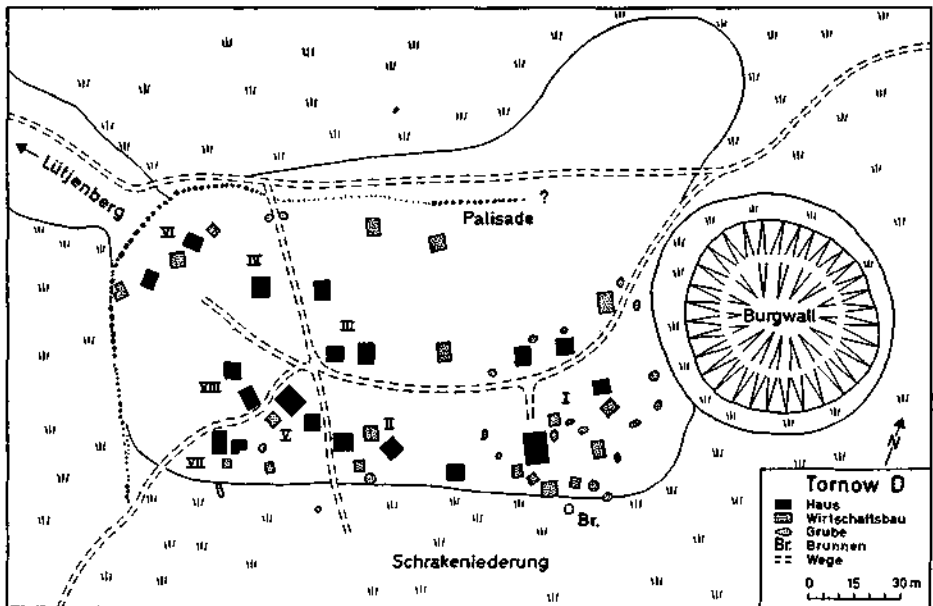 Lütjenberg
Palisade
?
VI
IV
III
Burgwall
VIII
I
II
V
VII
Br.
Schrakeniederung
N
Tornow D
Haus
Wirtschaftsbau
Grube
Br. Brunnen
Wege
0 15 30 m